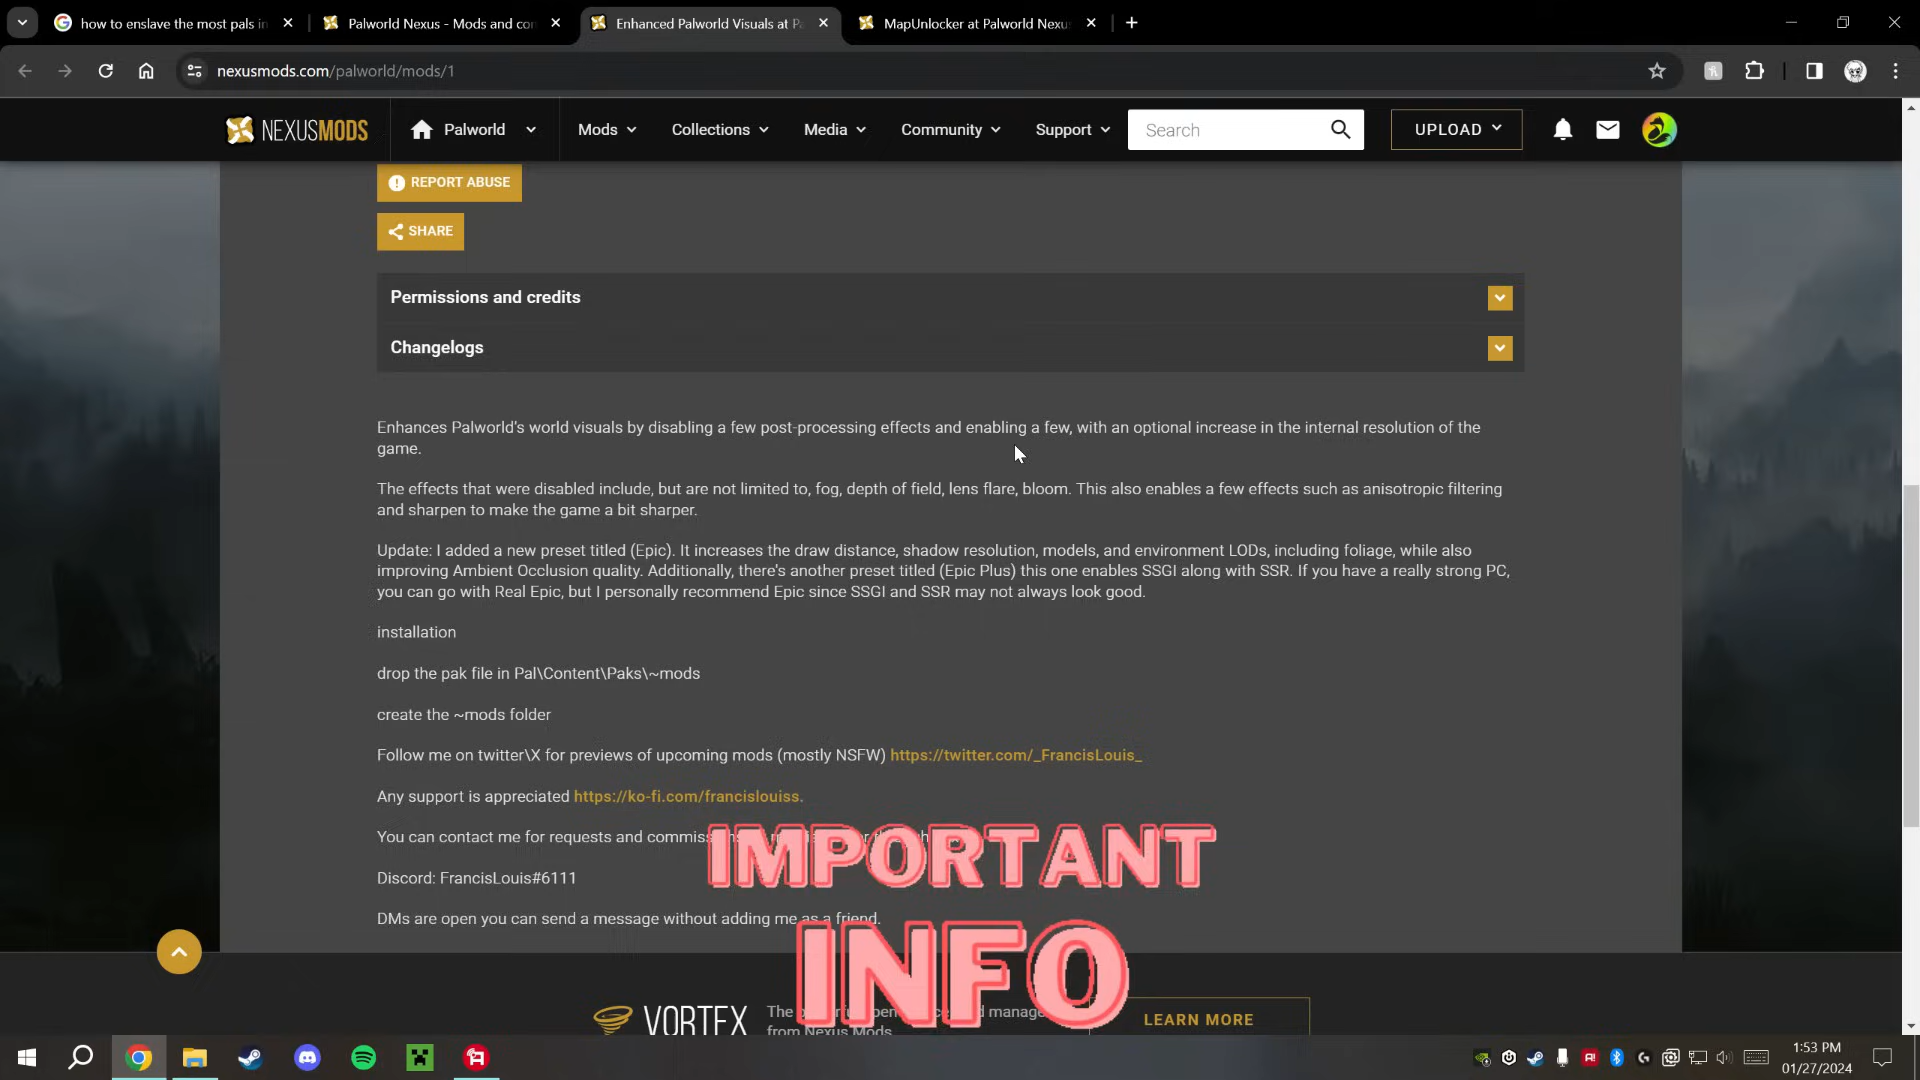 how to enslave the most pals in
Palworld Nexus - Mods and co
Enhanced Palworld Visuals at P
MapUnlocker at Palworld Nexus
nexusmods.com/palworld/mods/1
NEXUSMODS
Palworld
Mods
Collections
Media
Community
Support
Search
UPLOAD
REPORT ABUSE
SHARE
Permissions and credits
Changelogs
Enhances Palworld's world visuals by disabling a few post-processing effects and enabling a few, with an optional increase in the internal resolution of the
game.
The effects that were disabled include, but are not limited to, fog, depth of field, lens flare, bloom. This also enables a few effects such as anisotropic filtering
and sharpen to make the game a bit sharper.
Update: I added a new preset titled (Epic). It increases the draw distance, shadow resolution, models, and environment LODs, including foliage, while also
improving Ambient Occlusion quality. Additionally, there's another preset titled (Epic Plus) this one enables SSGI along with SSR. If you have a really strong PC,
you can go with Real Epic, but I personally recommend Epic since SSGI and SSR may not always look good.
installation
drop the pak file in Pal\Content\Paks\~mods
create the ~mods folder
Follow me on twitter\X for previews of upcoming mods (mostly NSFW) https://twitter.com/_FrancisLouis_
Any support is appreciated https://ko-fi.com/francislouiss.
You can contact me for requests and
IMPORTANT
Discord: FrancisLouis#6111
DMs are open you can send a message without adding me as a friend.
INFO
VORTEX
The
from Nexus Mods
LEARN MORE
1:53 PM
01/27/2024